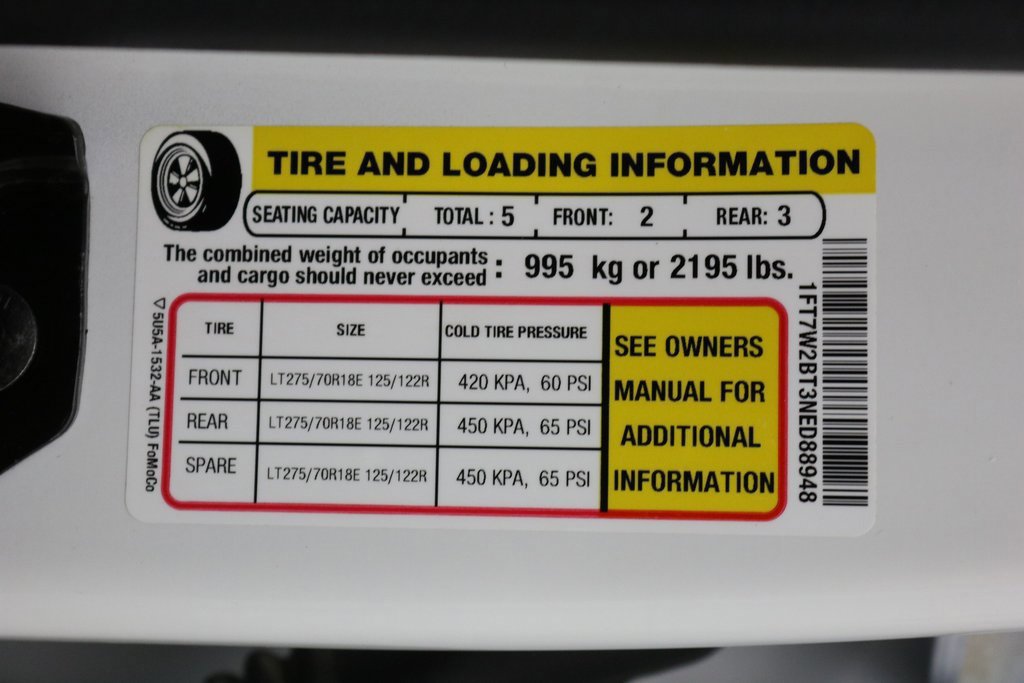 TIRE AND LOADING INFORMATION
SEATING CAPACITY TOTAL : 5 FRONT: 2 REAR: 3
The combined weight of occupants
and cargo should never exceed : 995 kg or 2195 lbs.
TIRE SIZE COLD TIRE PRESSURE
FRONT LT275/70R18E 125/122R 420 KPA, 60 PSI
REAR LT275/70R18E 125/122R 450 KPA, 65 PSI
SPARE LT275/70R18E 125/122R 450 KPA, 65 PSI
SEE OWNERS
MANUAL FOR
ADDITIONAL
INFORMATION
5U5A-1532-AA (TLU) FoMoCo
1FT7W2BT3NED88948